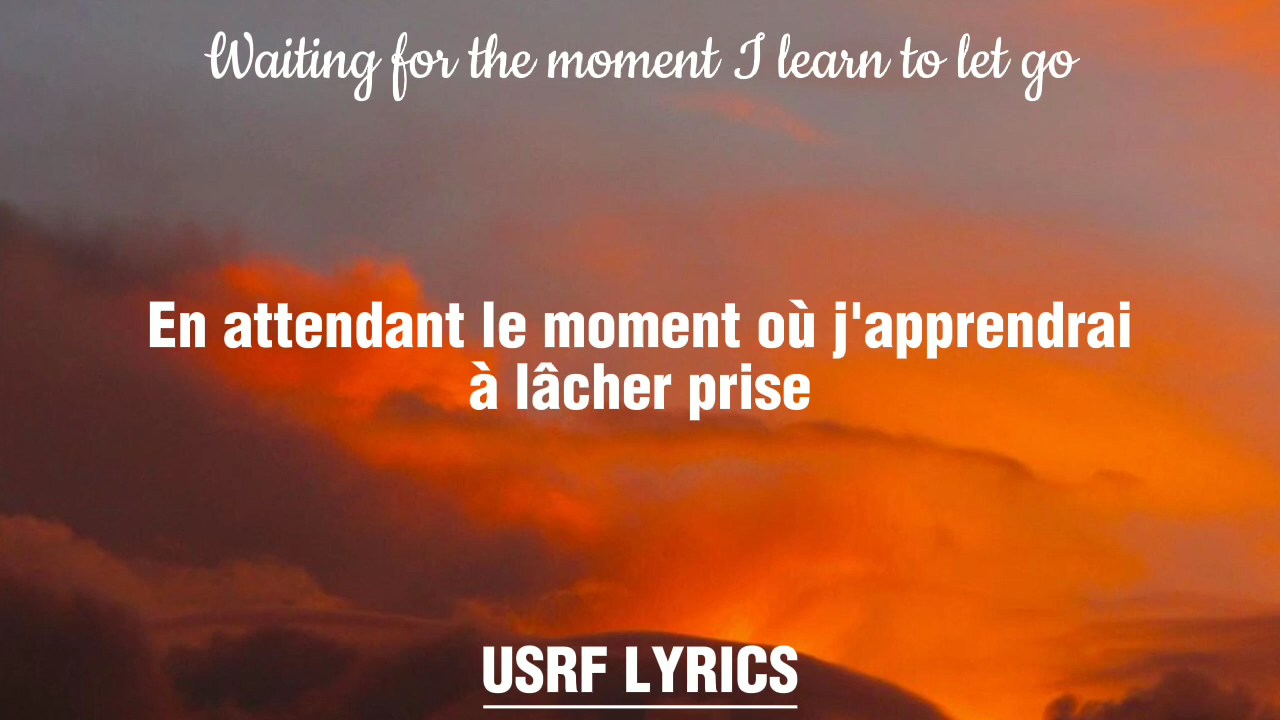 Waiting for the moment I learn to let go
En attendant le moment où j'apprendrai
à lâcher prise
USRF LYRICS